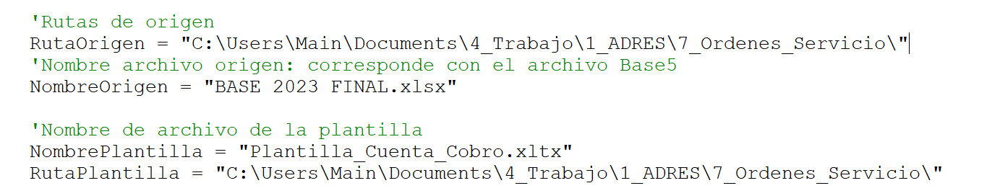 'Rutas de origen
RutaOrigen = "C:\Users\Main\Documents\4_Trabajo\1_ADRES\7_Ordenes_Servicio\"
'Nombre archivo origen: corresponde con el archivo Base5
NombreOrigen = "BASE 2023 FINAL.xlsx"
'Nombre de archivo de la plantilla
NombrePlantilla = "Plantilla_Cuenta_Cobro.xltx"
RutaPlantilla = "C:\Users\Main\Documents\4_Trabajo\1_ADRES\7_Ordenes_Servicio\"